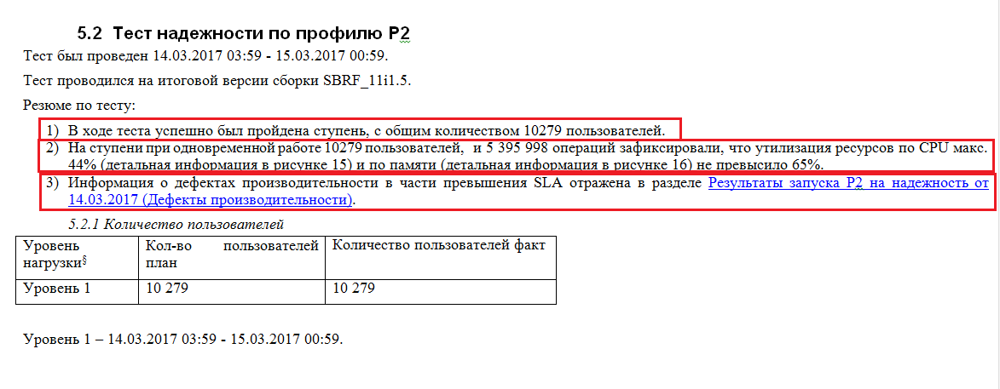 5.2 Тест надежности по профилю P2
Тест был проведен 14.03.2017 03:59 - 15.03.2017 00:59.
Тест проводился на итоговой версии сборки SBRF_11i1.5.
Резюме по тесту:
1) В ходе теста успешно был пройдена ступень, с общим количеством 10279 пользователей.
2) На ступени при одновременной работе 10279 пользователей, и 5 395 998 операций зафиксировали, что утилизация ресурсов по CPU макс.
44% (детальная информация в рисунке 15) и по памяти (детальная информация в рисунке 16) не превысило 65%.
3) Информация о дефектах производительности в части превышения SLA отражена в разделе Результаты запуска P2 на надежность от
14.03.2017 (Дефекты производительности).
5.2.1 Количество пользователей
Уровень нагрузки§
Кол-во пользователей план
Количество пользователей факт
Уровень 1
10 279
10 279
Уровень 1 – 14.03.2017 03:59 - 15.03.2017 00:59.